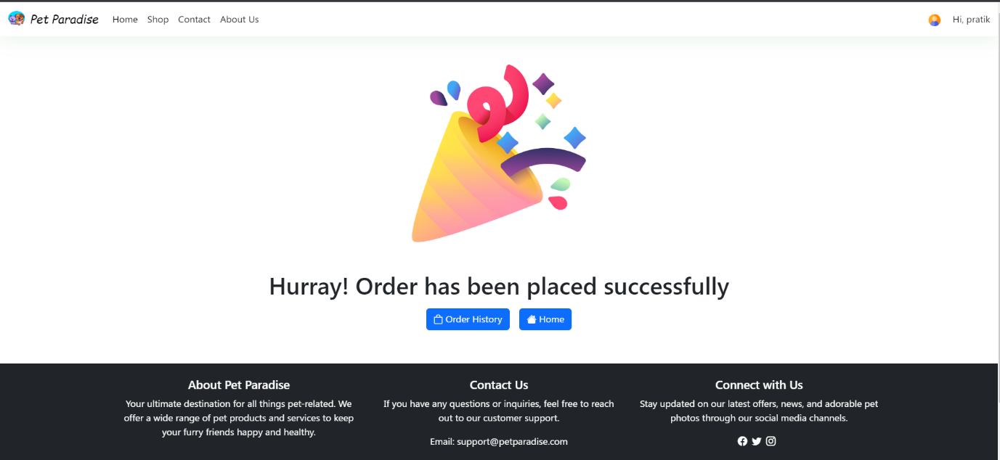 Pet Paradise
Home
Shop
Contact
About Us
Hi, pratik
Hurray! Order has been placed successfully
Order History
Home
About Pet Paradise
Your ultimate destination for all things pet-related. We
offer a wide range of pet products and services to keep
your furry friends happy and healthy.
Contact Us
If you have any questions or inquiries, feel free to reach
out to our customer support.
Email: support@petparadise.com
Connect with Us
Stay updated on our latest offers, news, and adorable pet
photos through our social media channels.